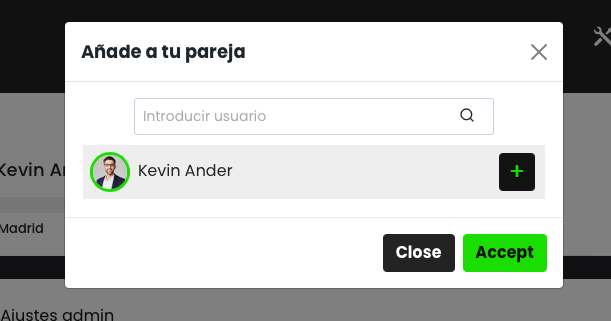 Añade a tu pareja
Introducir usuario
Kevin An
Kevin Ander
+
Madrid
Close
Accept
Ajustes admin